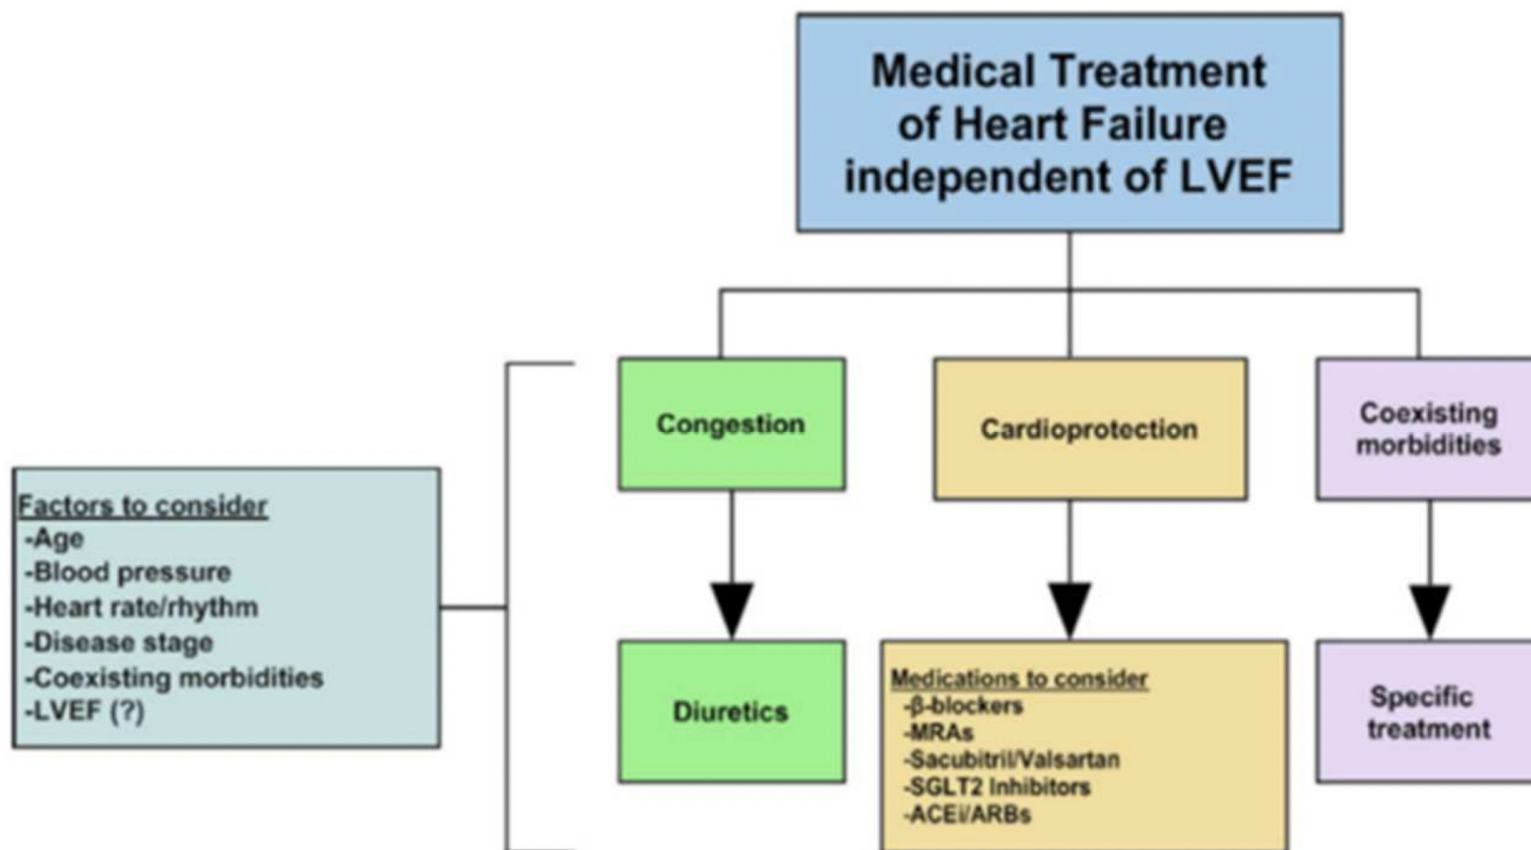 Medical Treatment
of Heart Failure
independent of LVEF
Congestion
Cardioprotection
Coexisting
morbidities
Factors to consider
-Age
-Blood pressure
-Heart rate/rhythm
-Disease stage
-Coexisting morbidities
-LVEF (?)
Diuretics
Medications to consider
-β-blockers
-MRAs
-Sacubitril/Valsartan
-SGLT2 Inhibitors
-ACEi/ARBs
Specific
treatment